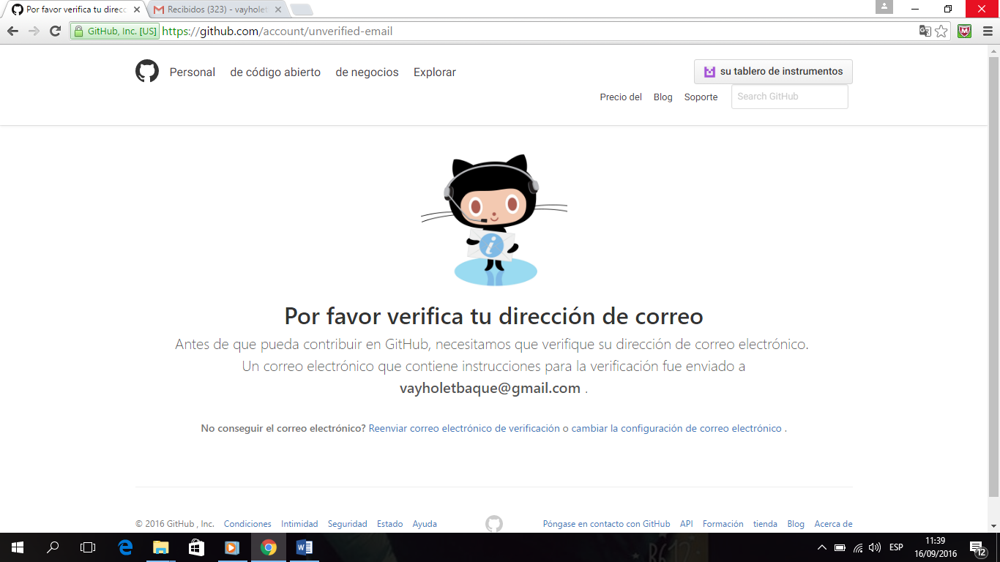 Por favor verifica tu direcc
Recibidos (323) - vayholet
GitHub, Inc. [US] https://github.com/account/unverified-email
Personal de código abierto de negocios Explorar
su tablero de instrumentos
Precio del Blog Soporte Search GitHub
i
Por favor verifica tu dirección de correo
Antes de que pueda contribuir en GitHub, necesitamos que verifique su dirección de correo electrónico.
Un correo electrónico que contiene instrucciones para la verificación fue enviado a
vayholetbaque@gmail.com .
No conseguir el correo electrónico? Reenviar correo electrónico de verificación o cambiar la configuración de correo electrónico .
© 2016 GitHub , Inc. Condiciones Intimidad Seguridad Estado Ayuda
Póngase en contacto con GitHub API Formación tienda Blog Acerca de
ESP
11:39
16/09/2016
12